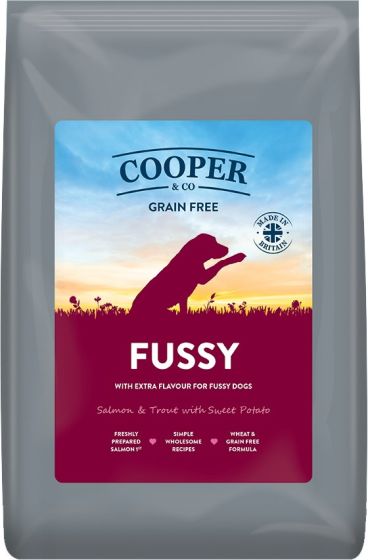 COOPER
& CO
GRAIN FREE
MADE IN
BRITAIN
FUSSY
WITH EXTRA FLAVOUR FOR FUSSY DOGS
Salmon & Trout with Sweet Potato
FRESHLY
PREPARED
SALMON 1ST
SIMPLE
WHOLESOME
RECIPES
WHEAT &
GRAIN FREE
FORMULA